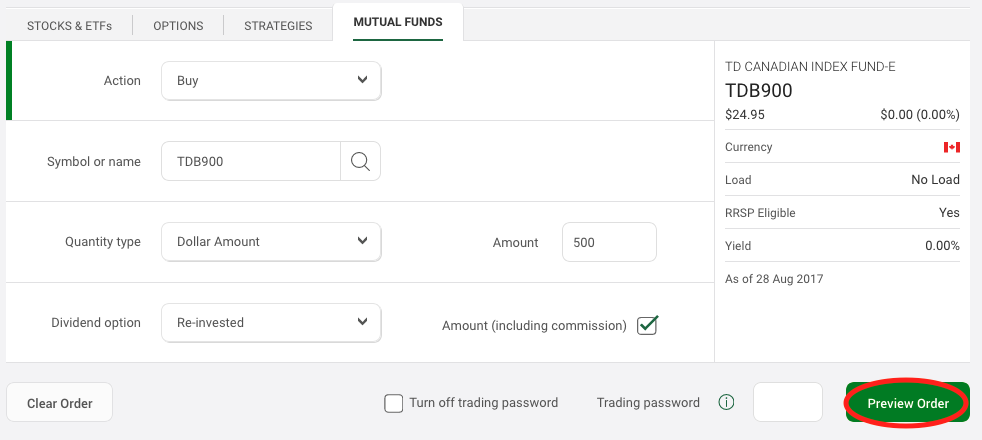 STOCKS & ETFs OPTIONS STRATEGIES MUTUAL FUNDS
Action Buy
Symbol or name TDB900
Quantity type Dollar Amount Amount 500
Dividend option Re-invested Amount (including commission)
TD CANADIAN INDEX FUND-E
TDB900
$24.95 $0.00 (0.00%)
Currency
Load No Load
RRSP Eligible Yes
Yield 0.00%
As of 28 Aug 2017
Clear Order Turn off trading password Trading password Preview Order